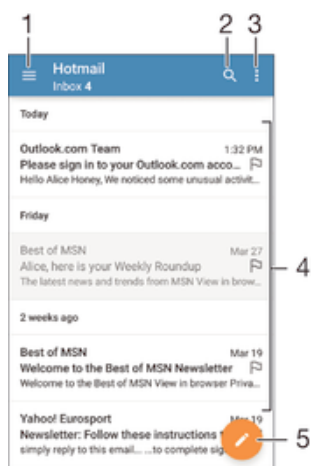 1 2 3
Hotmail
Inbox 4
Today
Outlook.com Team 1:32 PM
Please sign in to your Outlook.com acco...
Hello Alice Honey, We noticed some unusual activit...
Friday
Best of MSN Mar 27
Alice, here is your Weekly Roundup
The latest news and trends from MSN View in brow...
4
2 weeks ago
Best of MSN Mar 19
Welcome to the Best of MSN Newsletter
Welcome to the Best of MSN View in browser Priva...
Yahoo! Eurosport Mar 19
Newsletter: Follow these instructions
5
simply reply to this email... ...to complete